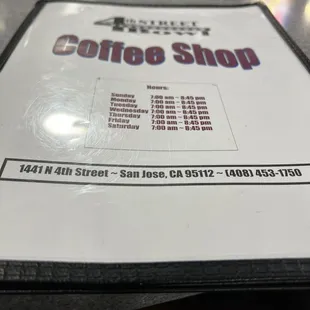 4th STREET
BOWL
Coffee Shop
Hours:
Sunday 7:00 am ~ 8:45 pm
Monday 7:00 am ~ 8:45 pm
Tuesday 7:00 am ~ 8:45 pm
Wednesday 7:00 am ~ 8:45 pm
Thursday 7:00 am ~ 8:45 pm
Friday 7:00 am ~ 8:45 pm
Saturday 7:00 am ~ 8:45 pm
1441 N 4th Street ~ San Jose, CA 95112 ~ (408) 453-1750